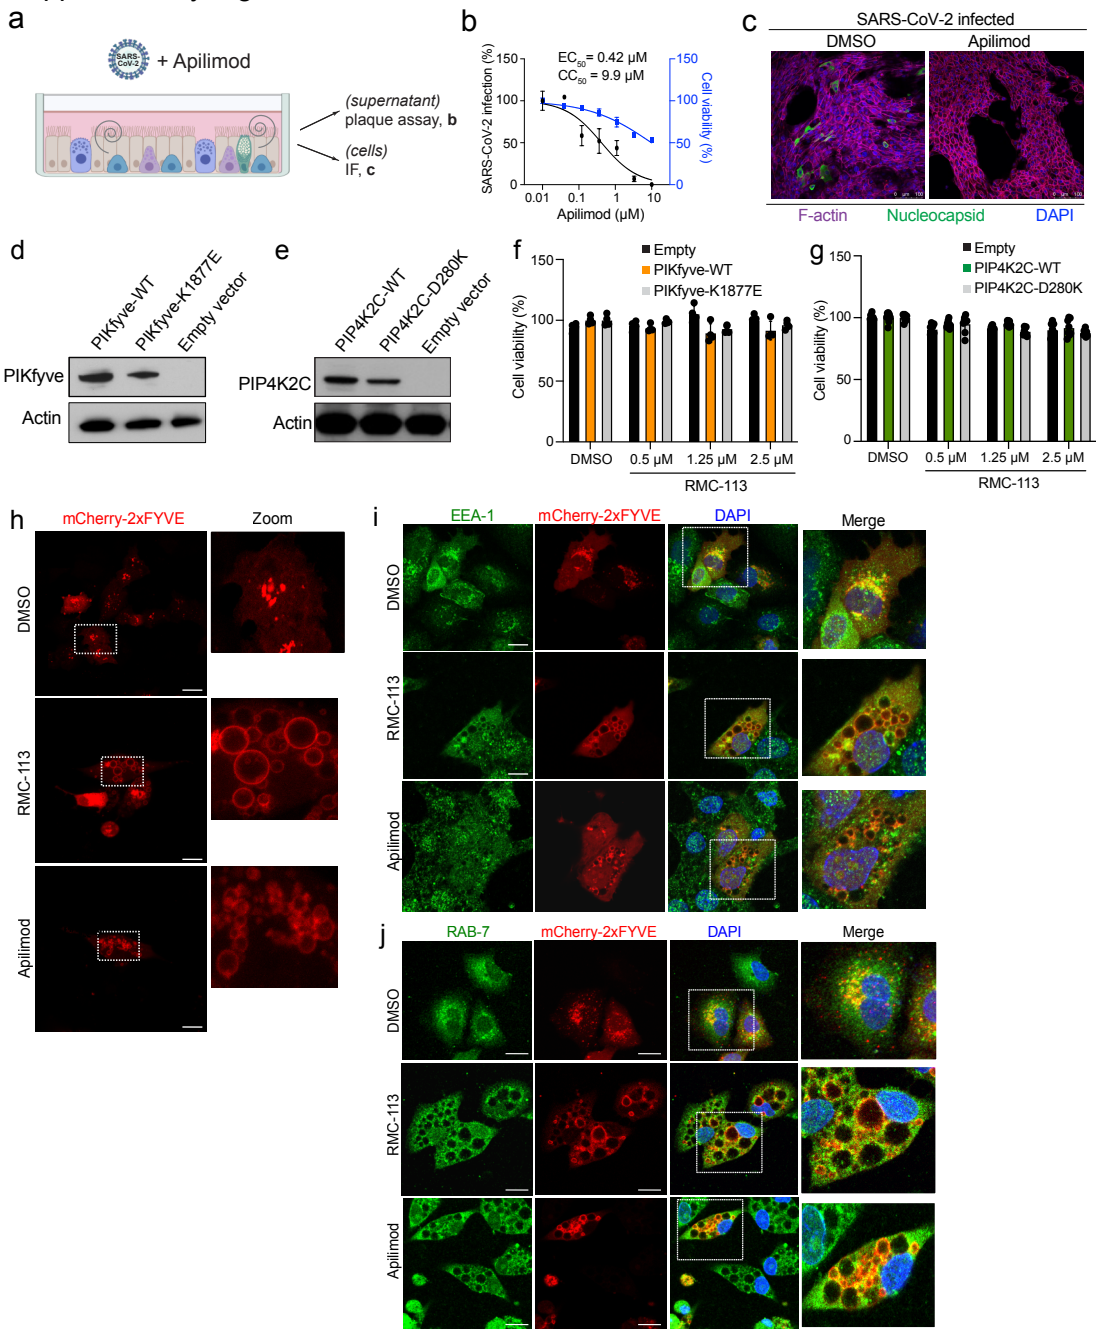 a
SARS-
CoV-2
+ Apilimod
(supernatant)
plaque assay, b
(cells)
IF, c
b
EC50 = 0.42 µM
CC50 = 9.9 µM
SARS-CoV-2 infection (%)
150
100
50
0
Cell viability (%)
150
100
50
0
0.01 0.1 1 10
Apilimod (µM)
c
SARS-CoV-2 infected
DMSO Apilimod
0 µm 100
0 µm 100
F-actin Nucleocapsid DAPI
d
PIKfyve-WT
PIKfyve-K1877E
Empty vector
PIKfyve
Actin
e
PIP4K2C-WT
PIP4K2C-D280K
Empty vector
PIP4K2C
Actin
f
Empty
PIKfyve-WT
PIKfyve-K1877E
Cell viability (%)
150
100
50
0
DMSO 0.5 µM 1.25 µM 2.5 µM
RMC-113
g
Empty
PIP4K2C-WT
PIP4K2C-D280K
Cell viability (%)
150
100
50
0
DMSO 0.5 µM 1.25 µM 2.5 µM
RMC-113
h
mCherry-2xFYVE Zoom
DMSO
RMC-113
Apilimod
i
EEA-1 mCherry-2xFYVE DAPI Merge
DMSO
RMC-113
Apilimod
j
RAB-7 mCherry-2xFYVE DAPI Merge
DMSO
RMC-113
Apilimod